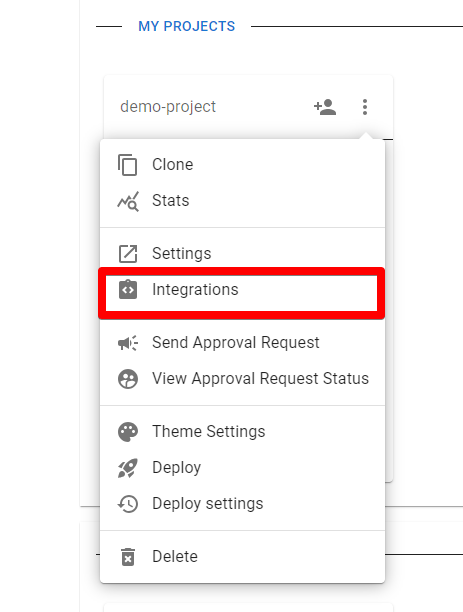 MY PROJECTS
demo-project
Clone
Stats
Settings
Integrations
Send Approval Request
View Approval Request Status
Theme Settings
Deploy
Deploy settings
Delete